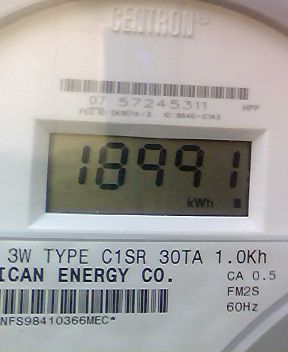 CENTRON®
07 57245311
18991
kWh
3W TYPE C1SR 30TA 1.0Kh
ICAN ENERGY CO.
CA 0.5
FM2S
60Hz
NFS98410366MEC*